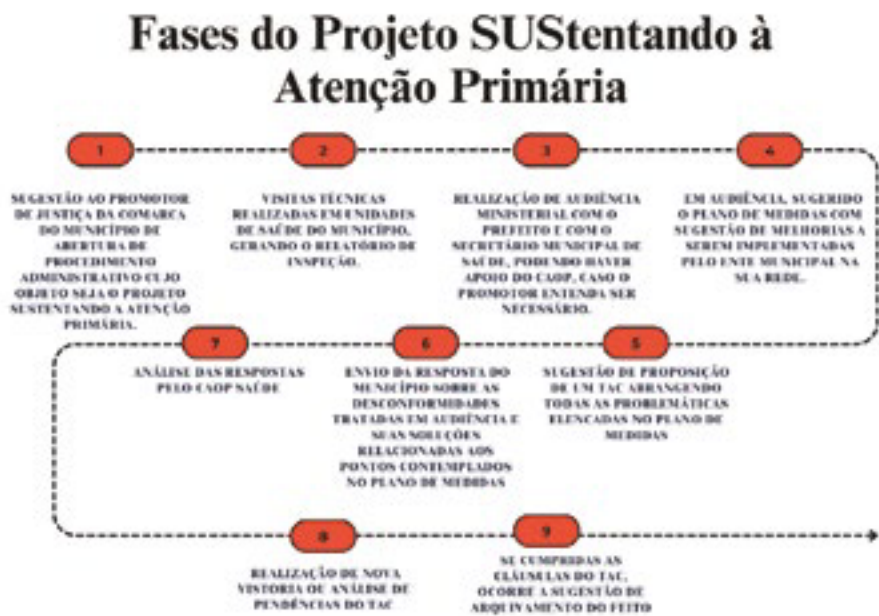 Fases do Projeto SUStentando à
Atenção Primária
1
SUGESTÃO AO PROMOTOR
DE JUSTIÇA DA COMARCA
DO MUNICÍPIO DE
ABERTURA DE
PROCEDIMENTO
ADMINISTRATIVO CUJO
OBJETO SEJA O PROJETO
SUSTENTANDO A ATENÇÃO
PRIMÁRIA.
2
VISITAS TÉCNICAS
REALIZADAS EM UNIDADES
DE SAÚDE DO MUNICÍPIO,
GERANDO O RELATÓRIO DE
INSPEÇÃO.
3
REALIZAÇÃO DE AUDIÊNCIA
MINISTERIAL COM O
PREFEITO E COM O
SECRETÁRIO MUNICIPAL DE
SAÚDE, PODENDO HAVER
APOIO DO CAOP, CASO O
PROMOTOR ENTENDA SER
NECESSÁRIO.
4
EM AUDIÊNCIA, SUGERIDO
O PLANO DE MEDIDAS COM
SUGESTÃO DE MELHORIAS A
SEREM IMPLEMENTADAS
PELO ENTE MUNICIPAL NA
SUA REDE.
5
SUGESTÃO DE PROPOSIÇÃO
DE UM TAC ARRANGENDO
TODAS AS PROBLEMÁTICAS
ELENCADAS NO PLANO DE
MEDIDAS
6
ENVIO DA RESPOSTA DO
MUNICÍPIO SOBRE AS
DESCONFORMIDADES
TRATADAS EM AUDIÊNCIA E
SUAS SOLUÇÕES
RELACIONADAS AOS
PONTOS CONTEMPLADOS
NO PLANO DE MEDIDAS
7
ANÁLISE DAS RESPOSTAS
PELO CAOP SAÚDE
8
REALIZAÇÃO DE NOVA
VISTORIA OU ANÁLISE DE
PENDÊNCIAS DO TAC
9
SE CUMPRIDAS AS
CLÁUSULAS DO TAC,
OCORRE A SUGESTÃO DE
ARQUIVAMENTO DO FEITO